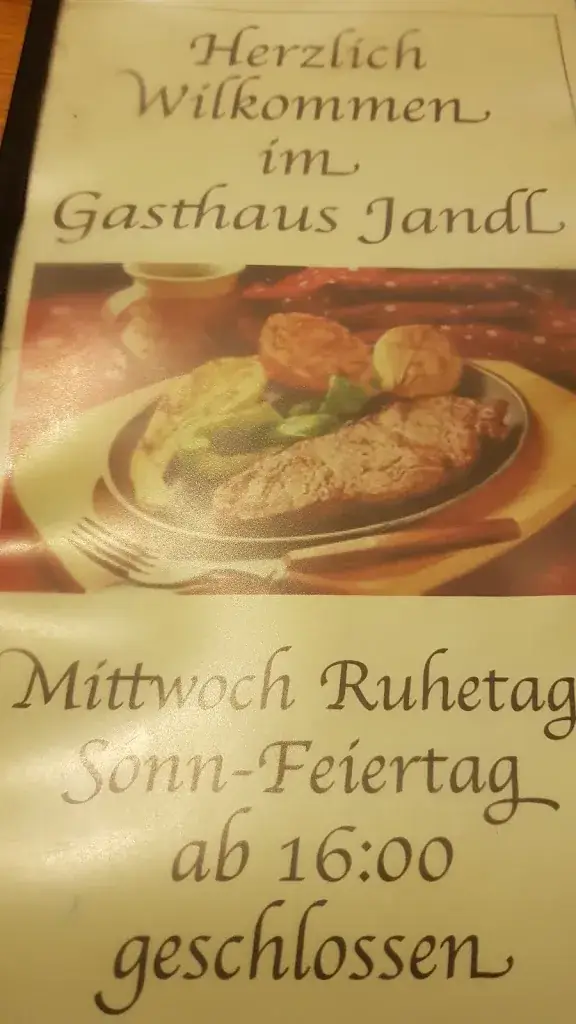 Herzlich
Wilkommen
im
Gasthaus Jandl
Mittwoch Ruhetag
Sonn-Feiertag
ab 16:00
geschlossen